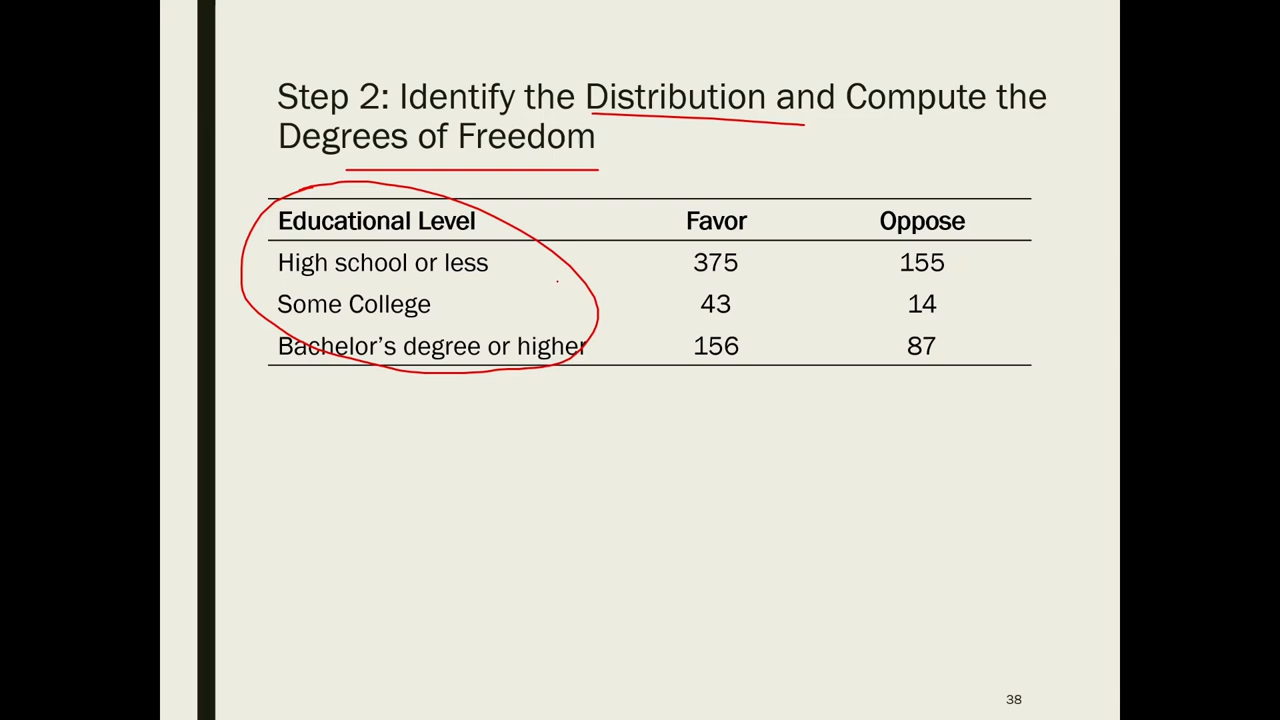 Step 2: Identify the Distribution and Compute the
Degrees of Freedom
Educational Level Favor Oppose
High school or less 375 155
Some College 43 14
Bachelor's degree or higher 156 87
38